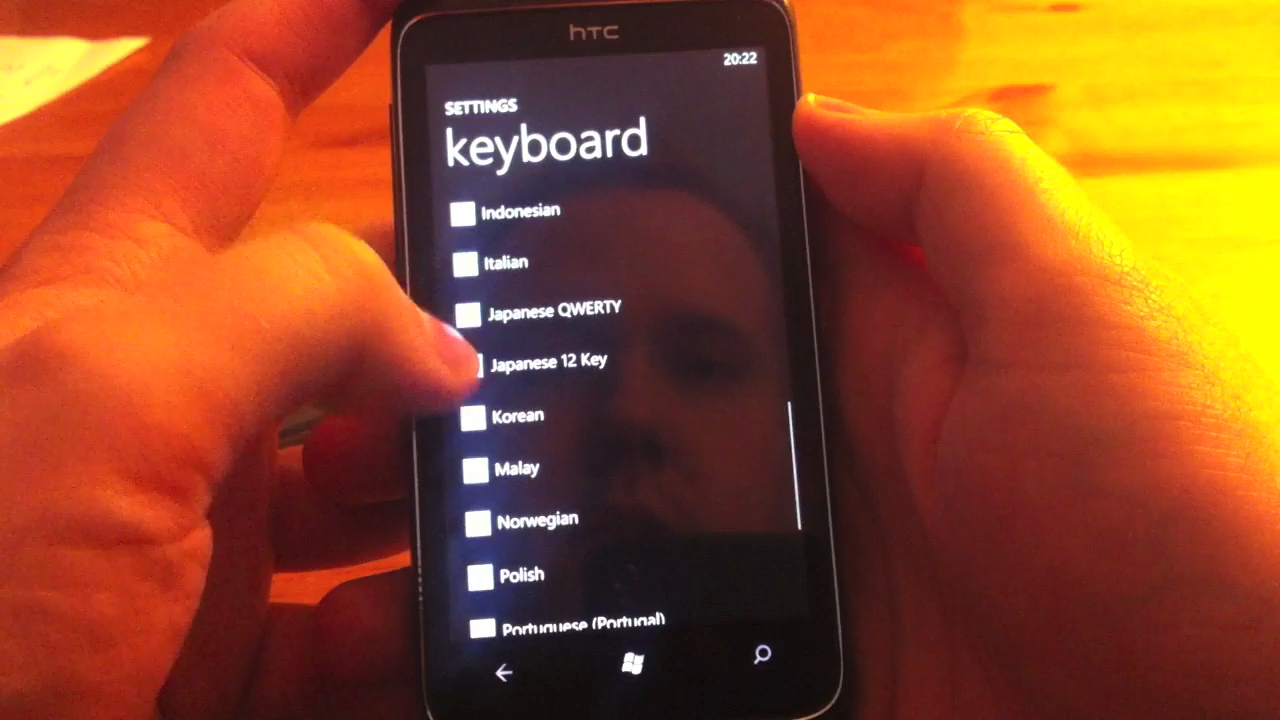 hTC
20:22
SETTINGS
keyboard
Indonesian
Italian
Japanese QWERTY
Japanese 12 Key
Korean
Malay
Norwegian
Polish
Portuguese (Portugal)